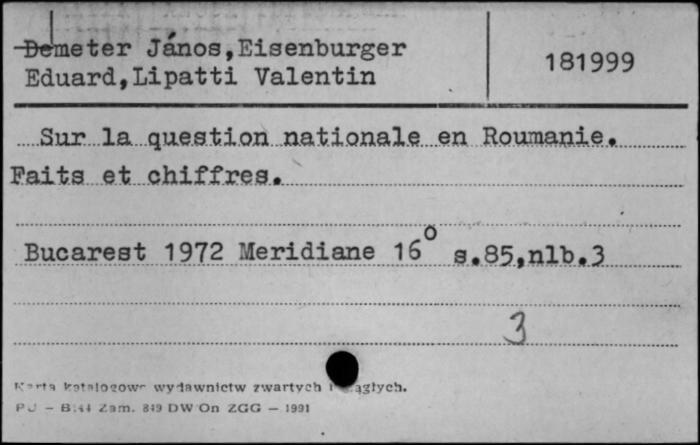 Demeter János,Eisenburger
Eduard,Lipatti Valentin
181999
Sur la question nationale en Roumanie.
Faits et chiffres.
Bucarest 1972 Meridiane 16° s.85,nlb.3
3
Karta katalogowa wydawnictw zwartych i ciągłych.
PU – B/44 Zam. 849 DW On ZGG – 1991